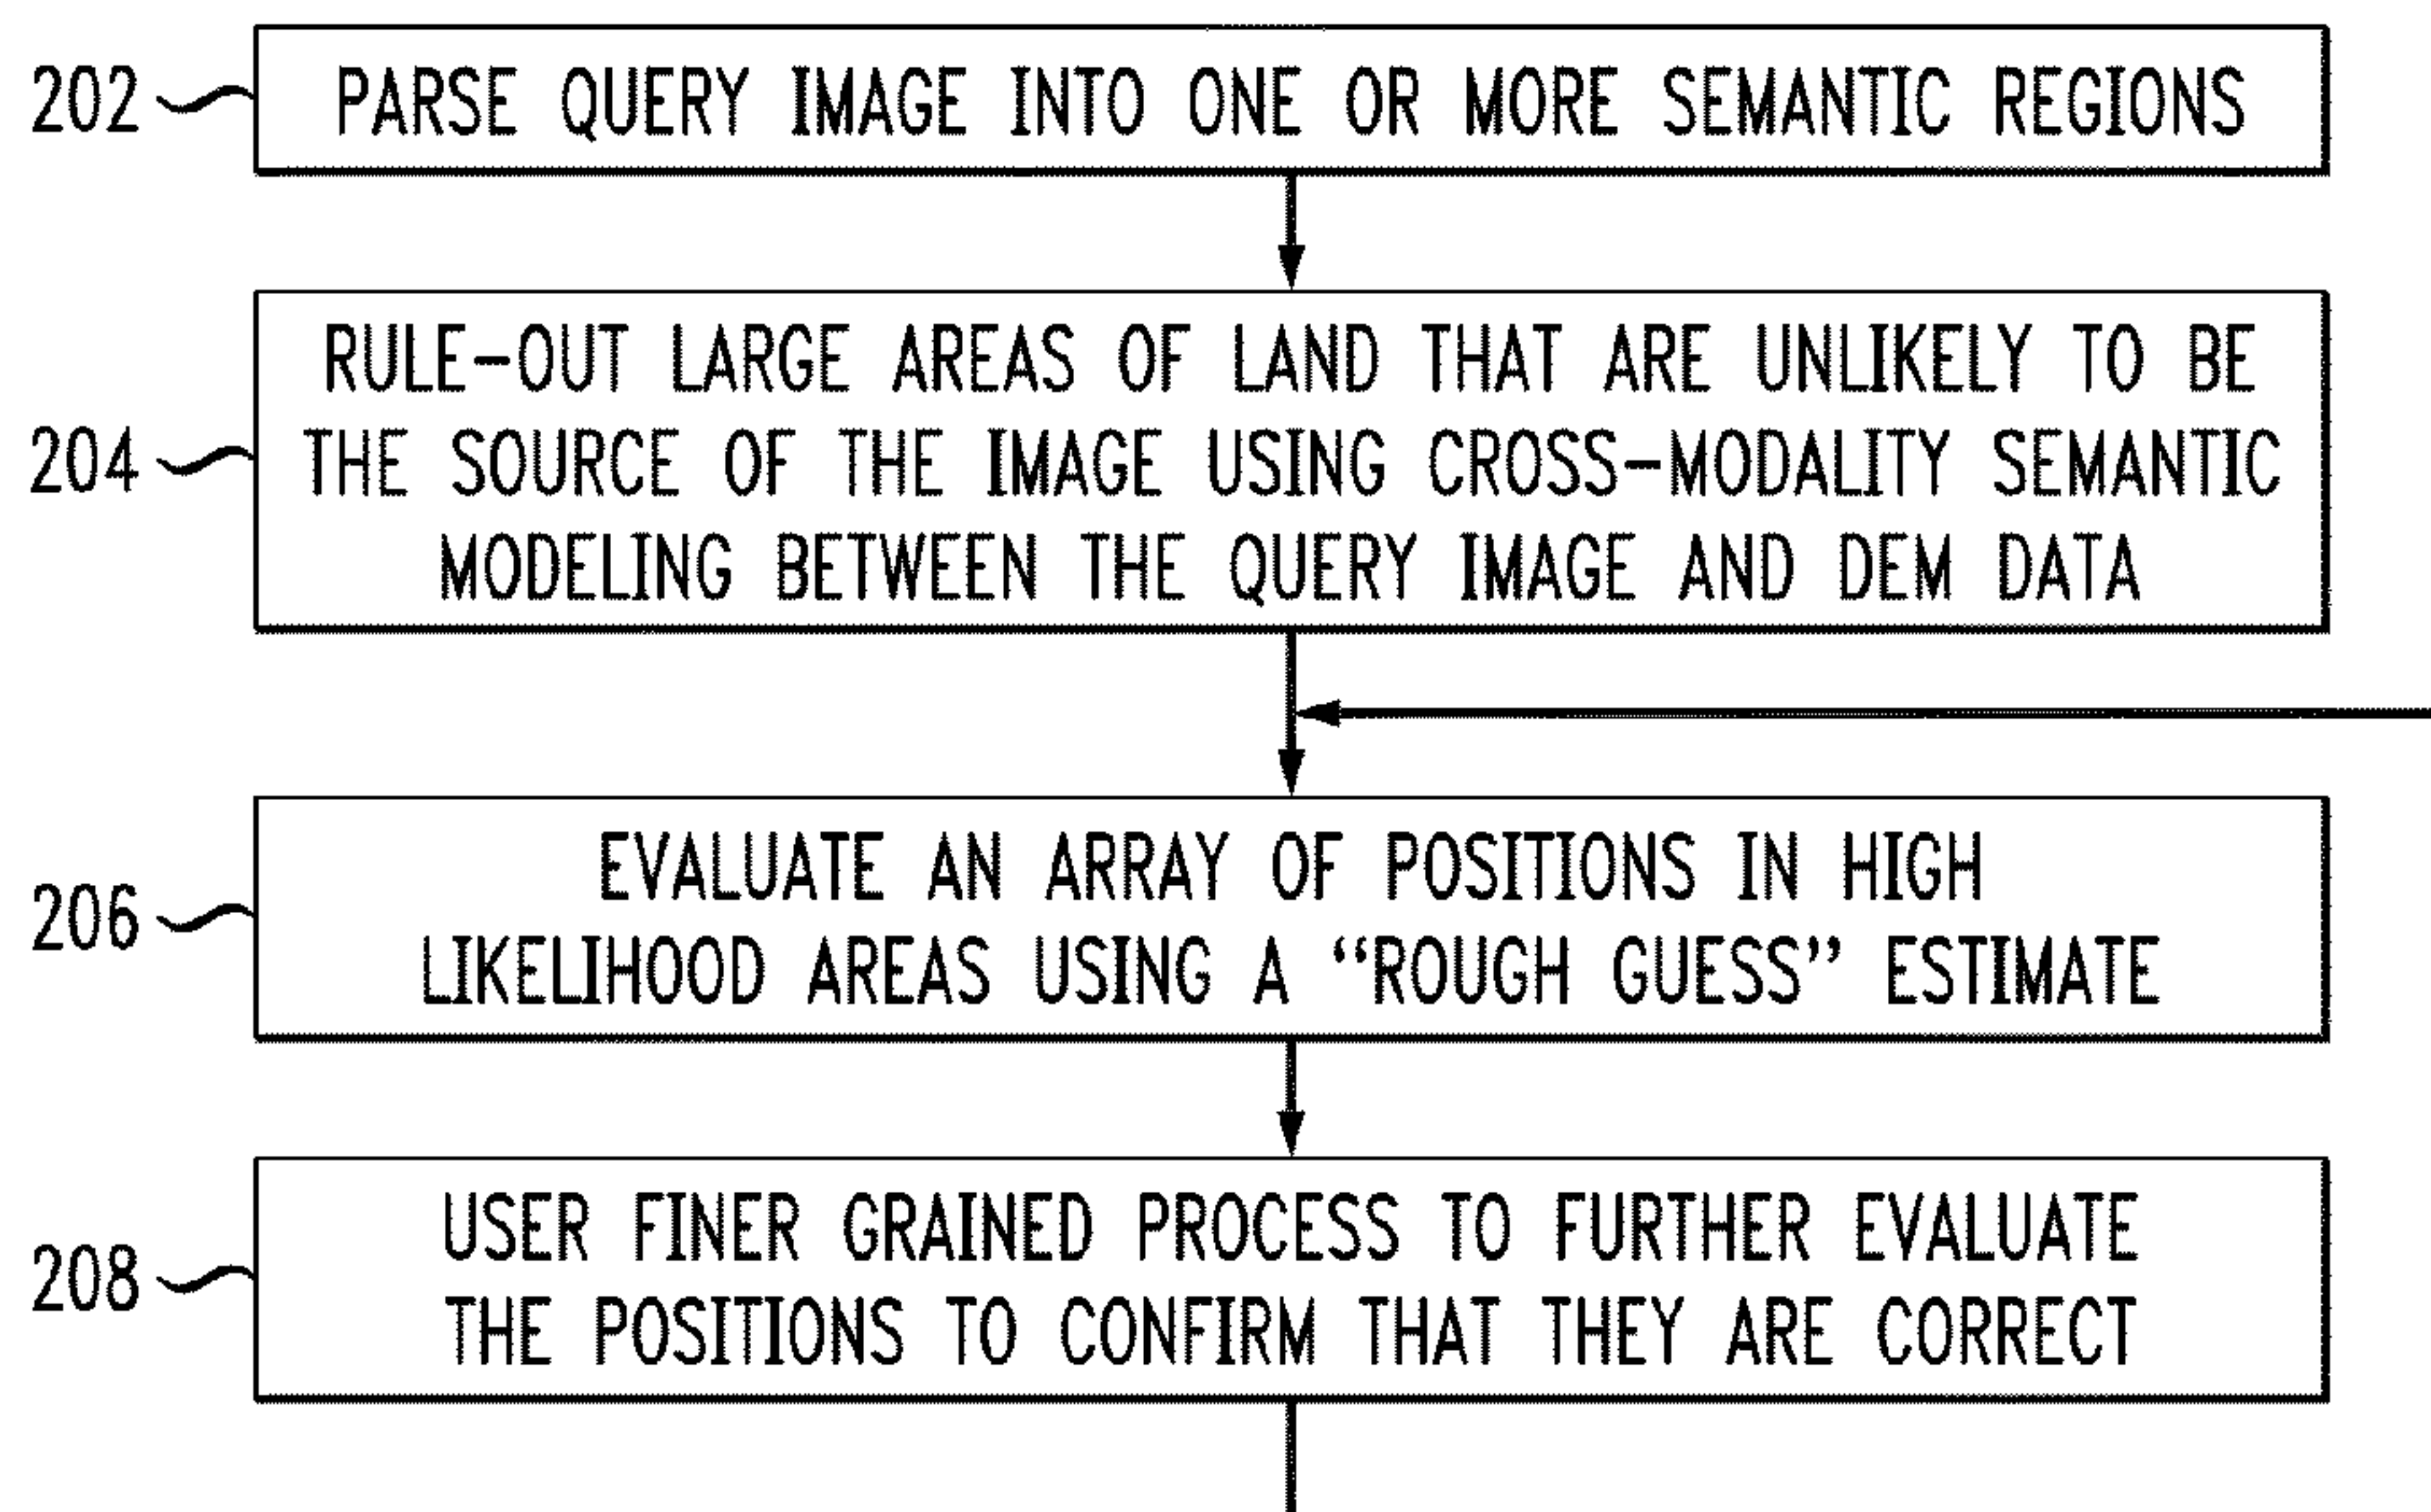 202
PARSE QUERY IMAGE INTO ONE OR MORE SEMANTIC REGIONS
RULE-OUT LARGE AREAS OF LAND THAT ARE UNLIKELY TO BE
204
THE SOURCE OF THE IMAGE USING CROSS-MODALITY SEMANTIC
MODELING BETWEEN THE QUERY IMAGE AND DEM DATA
206
EVALUATE AN ARRAY OF POSITIONS IN HIGH
LIKELIHOOD AREAS USING A “ROUGH GUESS” ESTIMATE
208
USER FINER GRAINED PROCESS TO FURTHER EVALUATE
THE POSITIONS TO CONFIRM THAT THEY ARE CORRECT